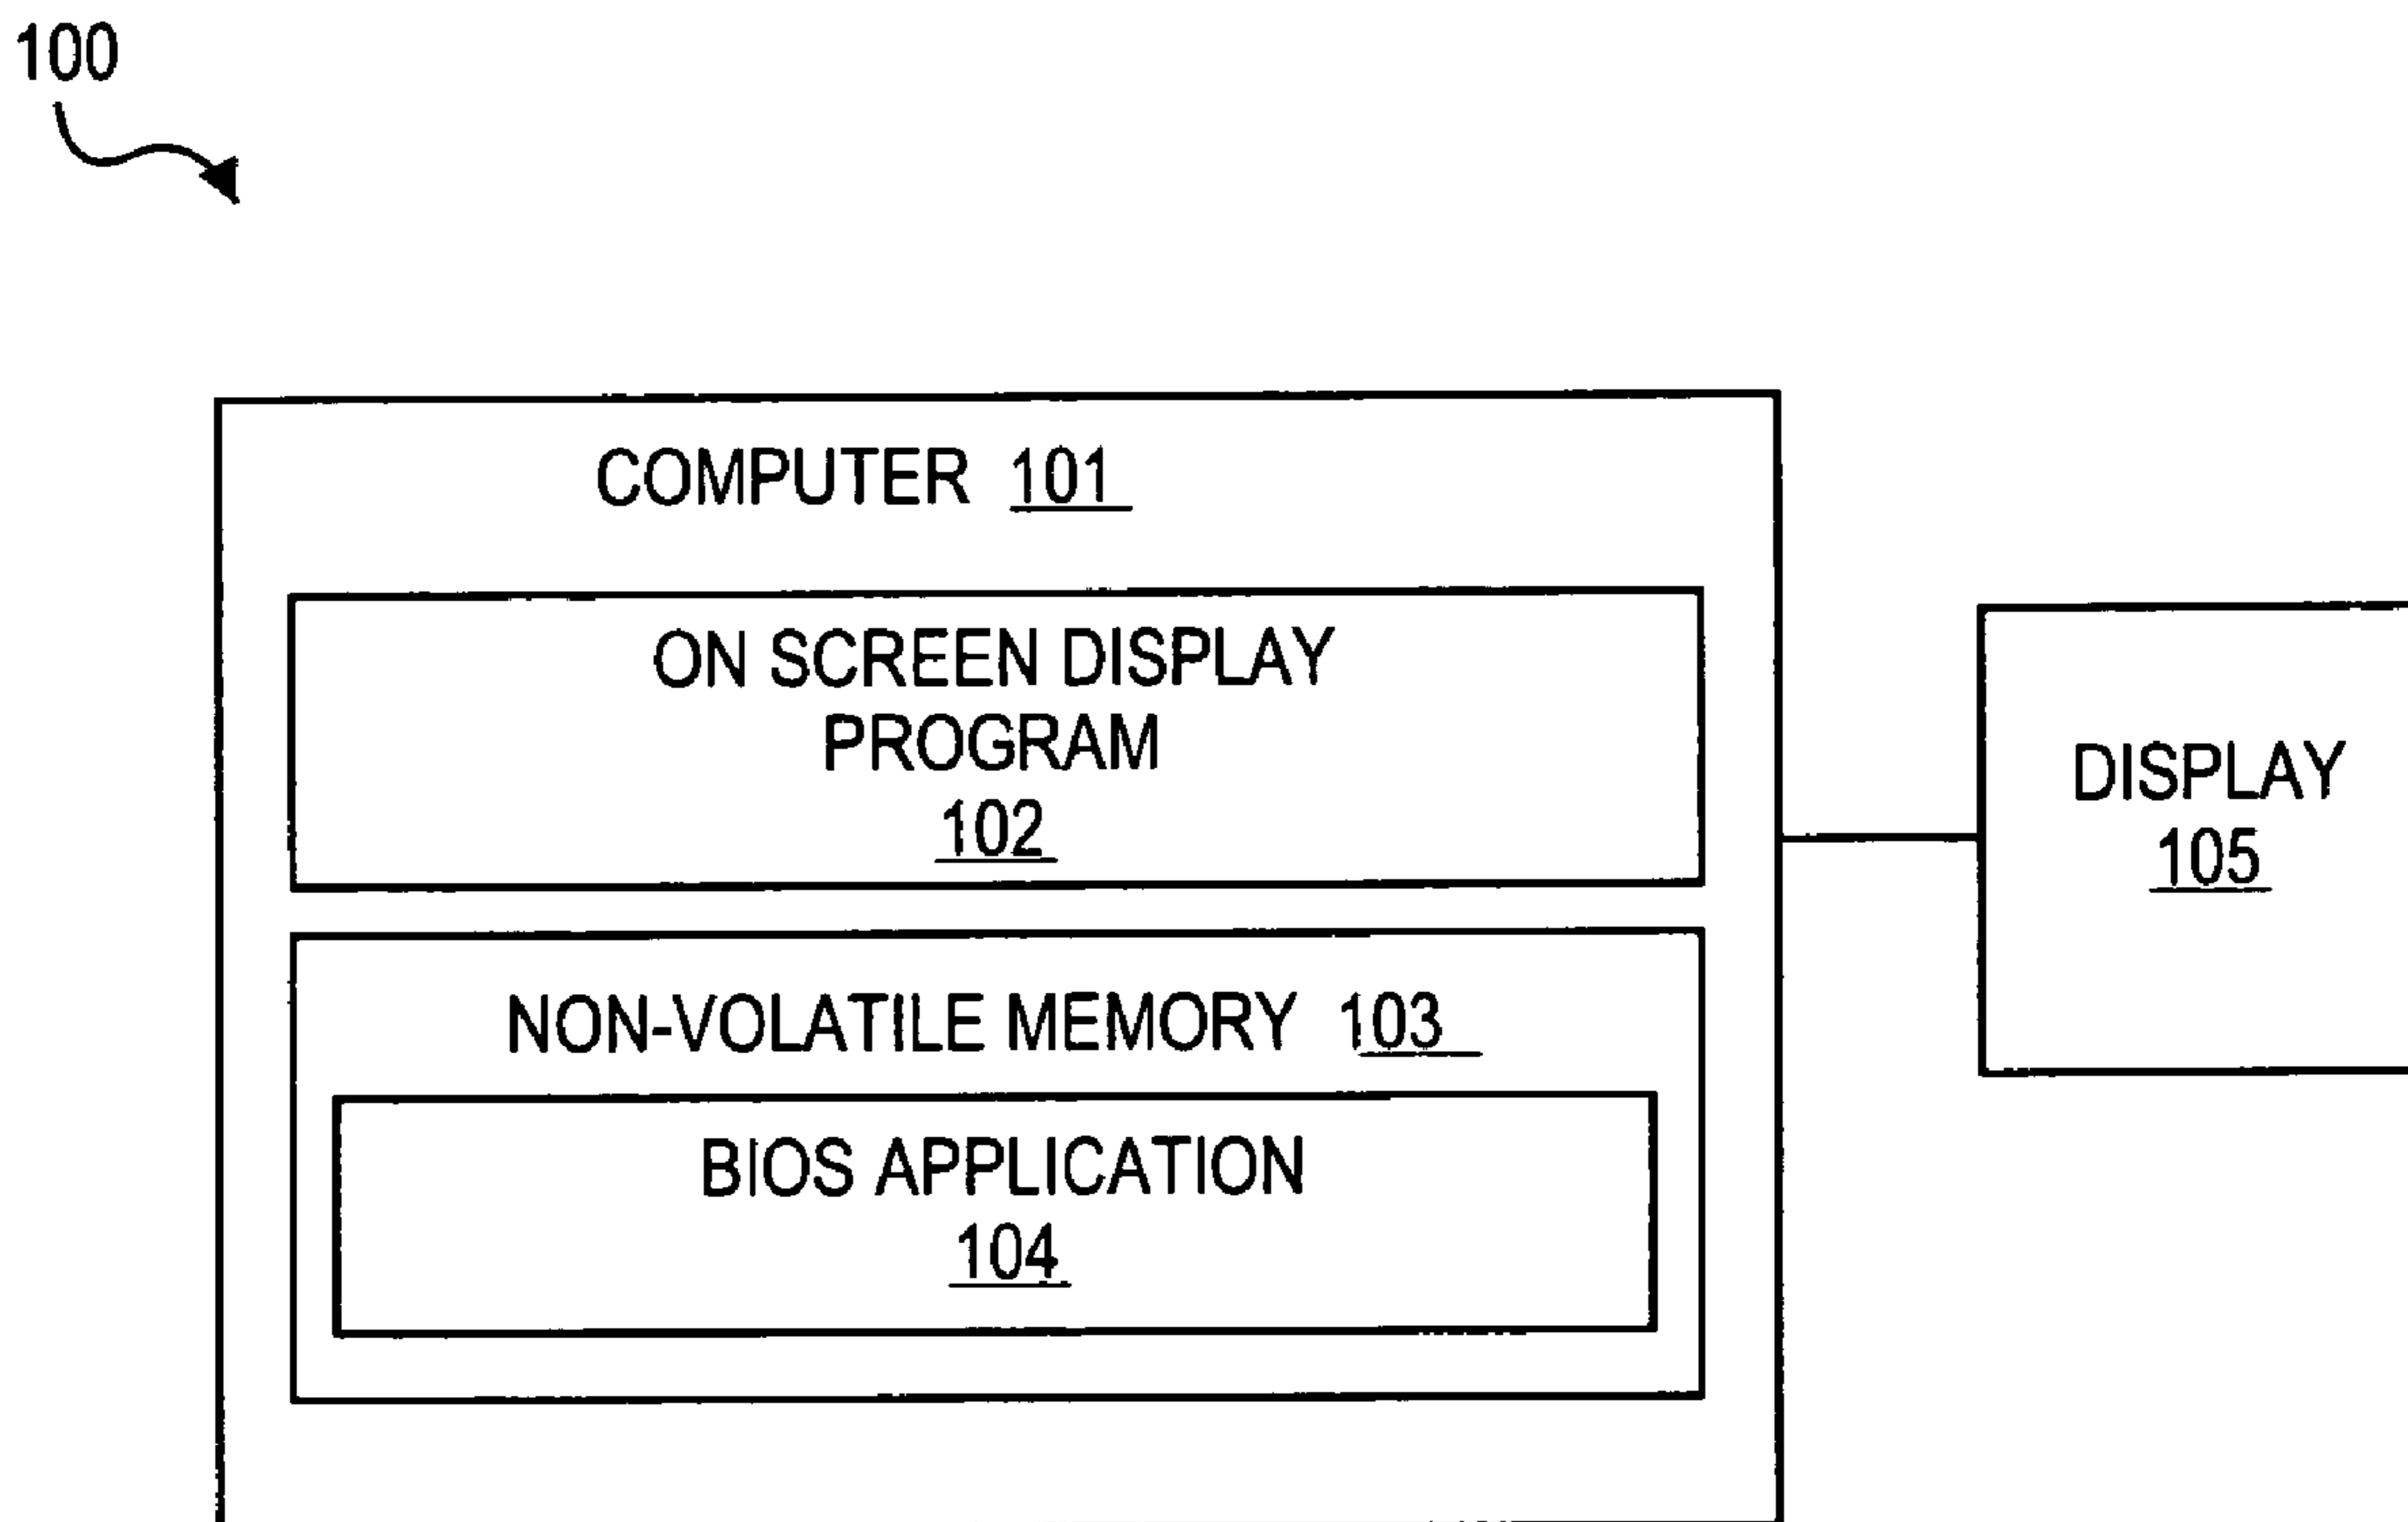 100
COMPUTER 101
ON SCREEN DISPLAY
PROGRAM
102
DISPLAY
105
NON-VOLATILE MEMORY 103
BIOS APPLICATION
104